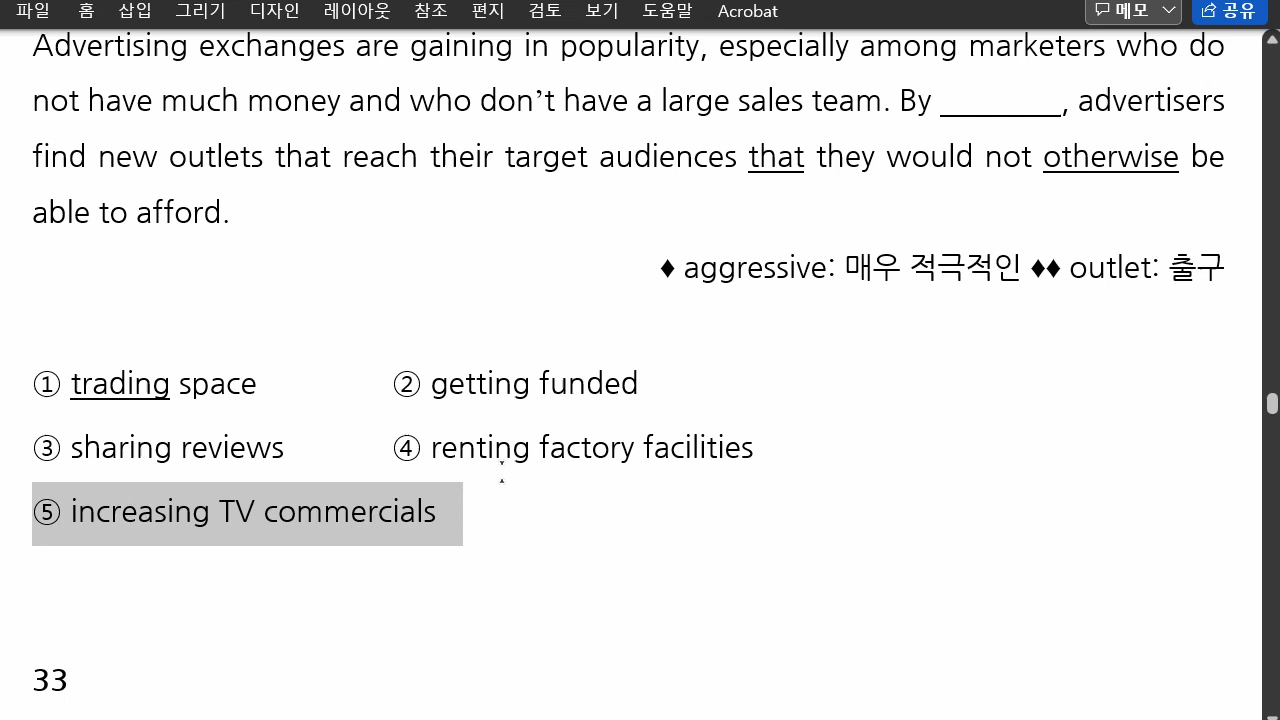 파일 홈 삽입 그리기 디자인 레이아웃 참조 편지 검토 보기 도움말 Acrobat 메모 공유
Advertising exchanges are gaining in popularity, especially among marketers who do
not have much money and who don’t have a large sales team. By ________, advertisers
find new outlets that reach their target audiences that they would not otherwise be
able to afford.
♦ aggressive: 매우 적극적인 ♦♦ outlet: 출구
① trading space ② getting funded
③ sharing reviews ④ renting factory facilities
⑤ increasing TV commercials
33